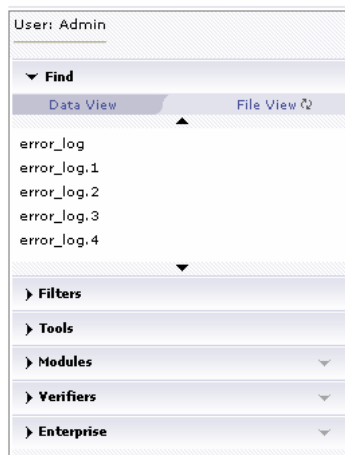 User: Admin
Find
Data View File View
error_log
error_log.1
error_log.2
error_log.3
error_log.4
Filters
Tools
Modules
Verifiers
Enterprise